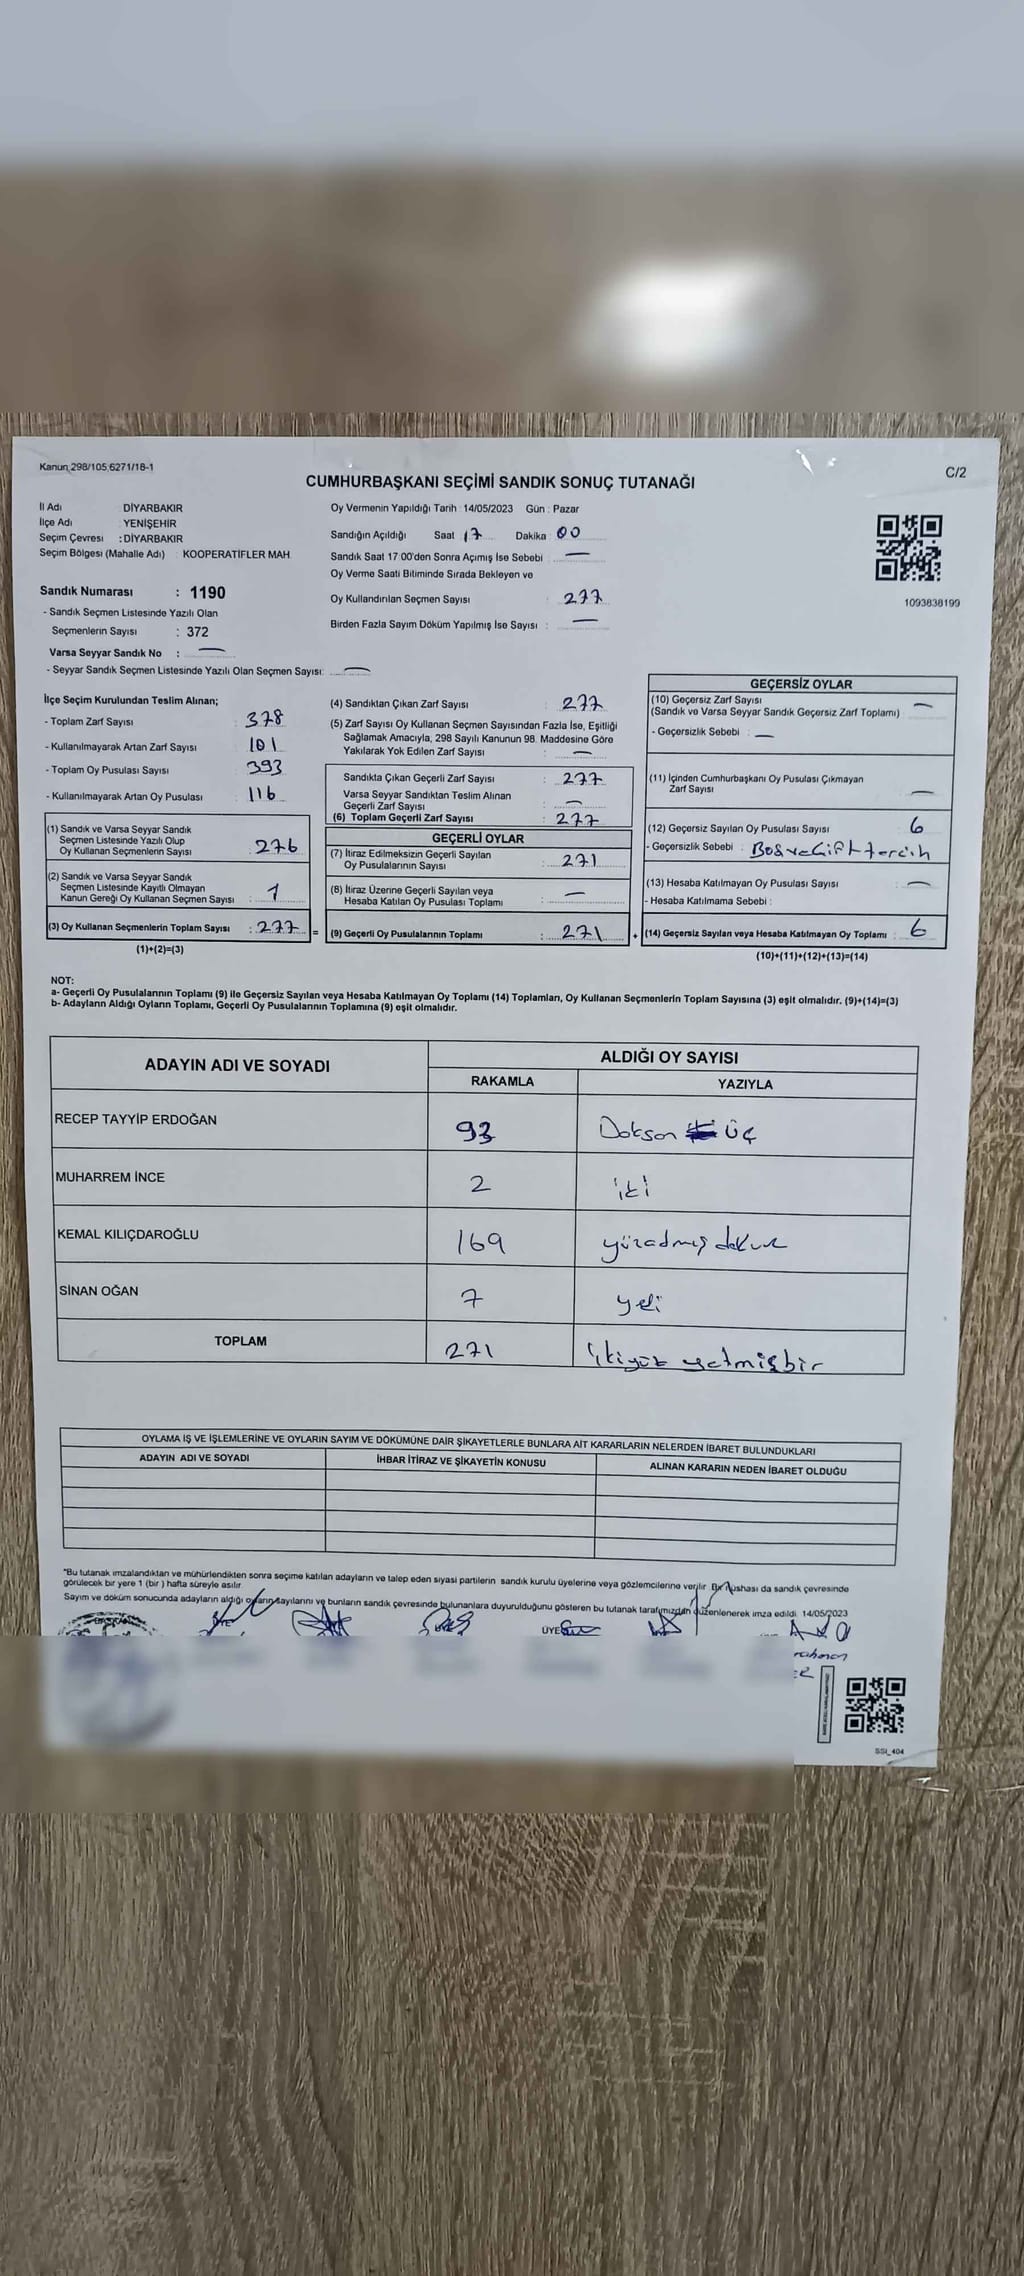 Kanun 298/105,6271/18-1
C/2
CUMHURBAŞKANI SEÇİMİ SANDIK SONUÇ TUTANAĞI
İl Adı : DİYARBAKIR
İlçe Adı : YENİŞEHİR
Seçim Çevresi : DİYARBAKIR
Seçim Bölgesi (Mahalle Adı) : KOOPERATİFLER MAH.
Sandık Numarası : 1190
- Sandık Seçmen Listesinde Yazılı Olan
Seçmenlerin Sayısı : 372
Varsa Seyyar Sandık No : —
- Seyyar Sandık Seçmen Listesinde Yazılı Olan Seçmen Sayısı: —
Oy Vermenin Yapıldığı Tarih : 14/05/2023 Gün : Pazar
Sandığın Açıldığı Saat 17 Dakika : 00
Sandık Saat 17.00'den Sonra Açımış İse Sebebi : —
Oy Verme Saati Bitiminde Sırada Bekleyen ve
Oy Kullandırılan Seçmen Sayısı : 277
Birden Fazla Sayım Döküm Yapılmış İse Sayısı : —
1093838199
İlçe Seçim Kurulundan Teslim Alınan;
- Toplam Zarf Sayısı : 378
- Kullanılmayarak Artan Zarf Sayısı : 101
- Toplam Oy Pusulası Sayısı : 393
- Kullanılmayarak Artan Oy Pusulası : 116
(1) Sandık ve Varsa Seyyar Sandık
Seçmen Listesinde Yazılı Olup
Oy Kullanan Seçmenlerin Sayısı : 276
(2) Sandık ve Varsa Seyyar Sandık
Seçmen Listesinde Kayıtlı Olmayan
Kanun Gereği Oy Kullanan Seçmen Sayısı : 1
(3) Oy Kullanan Seçmenlerin Toplam Sayısı : 277 =
(1)+(2)=(3)
(4) Sandıktan Çıkan Zarf Sayısı : 277
(5) Zarf Sayısı Oy Kullanan Seçmen Sayısından Fazla İse, Eşitliği
Sağlamak Amacıyla, 298 Sayılı Kanunun 98. Maddesine Göre
Yakılarak Yok Edilen Zarf Sayısı : —
Sandıkta Çıkan Geçerli Zarf Sayısı : 277
Varsa Seyyar Sandıktan Teslim Alınan
Geçerli Zarf Sayısı : —
(6) Toplam Geçerli Zarf Sayısı : 277
GEÇERLİ OYLAR
(7) İtiraz Edilmeksizin Geçerli Sayılan
Oy Pusulalarının Sayısı : 271
(8) İtiraz Üzerine Geçerli Sayılan veya
Hesaba Katılan Oy Pusulası Toplamı : —
(9) Geçerli Oy Pusulalarının Toplamı : 271 +
GEÇERSİZ OYLAR
(10) Geçersiz Zarf Sayısı
(Sandık ve Varsa Seyyar Sandık Geçersiz Zarf Toplamı) : —
- Geçersizlik Sebebi : —
(11) İçinden Cumhurbaşkanı Oy Pusulası Çıkmayan
Zarf Sayısı : —
(12) Geçersiz Sayılan Oy Pusulası Sayısı : 6
- Geçersizlik Sebebi : Boş ve Çift tercih
(13) Hesaba Katılmayan Oy Pusulası Sayısı : —
- Hesaba Katılmama Sebebi :
(14) Geçersiz Sayılan veya Hesaba Katılmayan Oy Toplamı : 6
(10)+(11)+(12)+(13)=(14)
NOT:
a- Geçerli Oy Pusulalarının Toplamı (9) ile Geçersiz Sayılan veya Hesaba Katılmayan Oy Toplamı (14) Toplamları, Oy Kullanan Seçmenlerin Toplam Sayısına (3) eşit olmalıdır. (9)+(14)=(3)
b- Adayların Aldığı Oyların Toplamı, Geçerli Oy Pusulalarının Toplamına (9) eşit olmalıdır.
ADAYIN ADI VE SOYADI
ALDIĞI OY SAYISI
RAKAMLA YAZIYLA
RECEP TAYYİP ERDOĞAN 93 Doksan üç
MUHARREM İNCE 2 iki
KEMAL KILIÇDAROĞLU 169 yüzaltmış dokuz
SİNAN OĞAN 7 yedi
TOPLAM 271 ikiyüz yetmişbir
OYLAMA İŞ VE İŞLEMLERİNE VE OYLARIN SAYIM VE DÖKÜMÜNE DAİR ŞİKAYETLERLE BUNLARA AİT KARARLARIN NELERDEN İBARET BULUNDUKLARI
ADAYIN ADI VE SOYADI İHBAR İTİRAZ VE ŞİKAYETİN KONUSU ALINAN KARARIN NEDEN İBARET OLDUĞU
"Bu tutanak imzalandıktan ve mühürlendikten sonra seçime katılan adayların ve talep eden siyasi partilerin sandık kurulu üyelerine veya gözlemcilerine verilir. Bir nüshası da sandık çevresinde
görülecek bir yere 1 (bir ) hafta süreyle asılır.
Sayım ve döküm sonucunda adayların aldığı oyların sayılarını ve bunların sandık çevresinde bulunanlara duyurulduğunu gösteren bu tutanak tarafımızdan düzenlenerek imza edildi. 14/05/2023
ÜYE
SSI_404